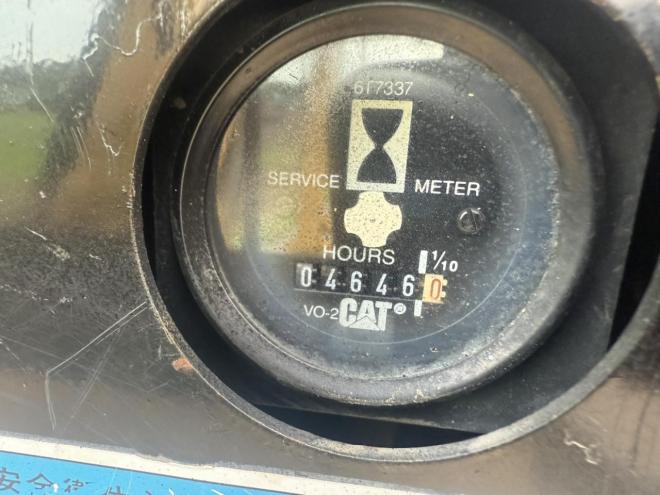 6T7337
SERVICE METER
HOURS
1/10
046460
VO-2 CAT®
安全